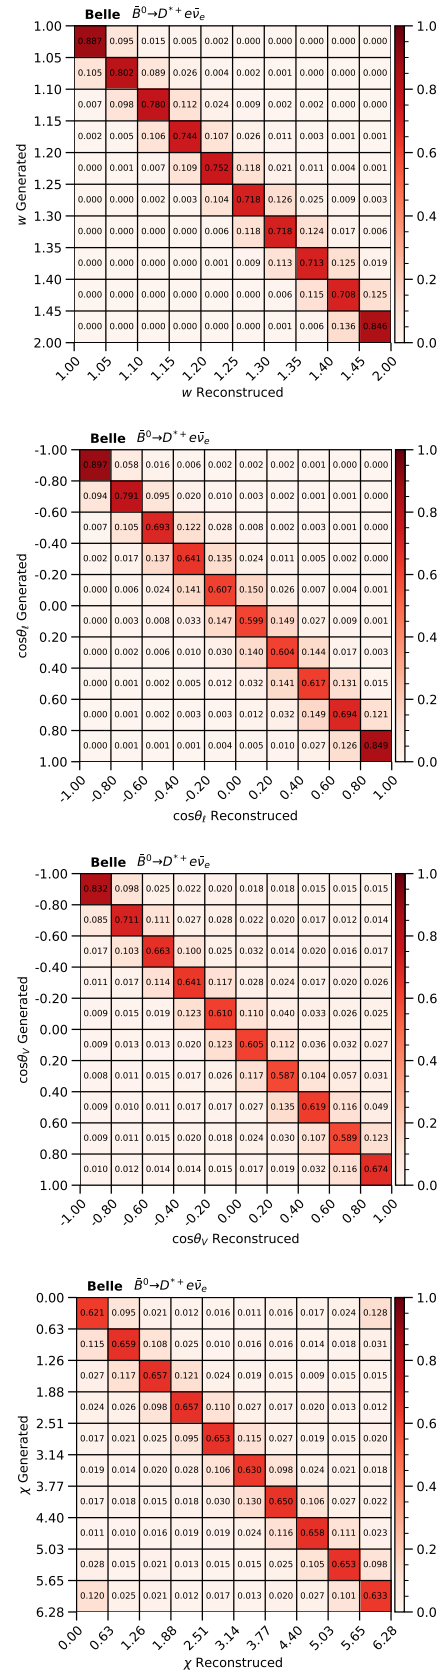 Belle B̄⁰→D*⁺eν̄ₑ
1.00
1.05
1.10
1.15
1.20
1.25
1.30
1.35
1.40
1.45
2.00
w Generated
0.887 0.095 0.015 0.005 0.002 0.000 0.000 0.000 0.000 0.000
0.105 0.802 0.089 0.026 0.004 0.002 0.001 0.000 0.000 0.000
0.007 0.098 0.780 0.112 0.024 0.009 0.002 0.002 0.000 0.000
0.002 0.005 0.106 0.744 0.107 0.026 0.011 0.003 0.001 0.001
0.000 0.001 0.007 0.109 0.752 0.118 0.021 0.011 0.004 0.001
0.000 0.000 0.002 0.003 0.104 0.718 0.126 0.025 0.009 0.003
0.000 0.000 0.000 0.000 0.006 0.118 0.718 0.124 0.017 0.006
0.000 0.000 0.000 0.000 0.001 0.009 0.113 0.713 0.125 0.019
0.000 0.000 0.000 0.000 0.000 0.000 0.006 0.115 0.708 0.125
0.000 0.000 0.000 0.000 0.000 0.000 0.001 0.006 0.136 0.846
1.00 1.05 1.10 1.15 1.20 1.25 1.30 1.35 1.40 1.45 2.00
w Reconstruced
1.0
0.8
0.6
0.4
0.2
0.0
Belle B̄⁰→D*⁺eν̄ₑ
-1.00
-0.80
-0.60
-0.40
-0.20
0.00
0.20
0.40
0.60
0.80
1.00
cosθ_ℓ Generated
0.897 0.058 0.016 0.006 0.002 0.002 0.002 0.001 0.000 0.000
0.094 0.791 0.095 0.020 0.010 0.003 0.002 0.001 0.001 0.000
0.007 0.105 0.693 0.122 0.028 0.008 0.002 0.003 0.001 0.000
0.002 0.017 0.137 0.641 0.135 0.024 0.011 0.005 0.002 0.000
0.000 0.006 0.024 0.141 0.607 0.150 0.026 0.007 0.004 0.001
0.000 0.003 0.008 0.033 0.147 0.599 0.149 0.027 0.009 0.001
0.000 0.002 0.006 0.010 0.030 0.140 0.604 0.144 0.017 0.003
0.000 0.001 0.002 0.005 0.012 0.032 0.141 0.617 0.131 0.015
0.000 0.001 0.002 0.003 0.003 0.012 0.032 0.149 0.694 0.121
0.000 0.001 0.001 0.001 0.004 0.005 0.010 0.027 0.126 0.849
-1.00 -0.80 -0.60 -0.40 -0.20 0.00 0.20 0.40 0.60 0.80 1.00
cosθ_ℓ Reconstruced
1.0
0.8
0.6
0.4
0.2
0.0
Belle B̄⁰→D*⁺eν̄ₑ
-1.00
-0.80
-0.60
-0.40
-0.20
0.00
0.20
0.40
0.60
0.80
1.00
cosθ_V Generated
0.832 0.098 0.025 0.022 0.020 0.018 0.018 0.015 0.015 0.015
0.085 0.711 0.111 0.027 0.028 0.022 0.020 0.017 0.012 0.014
0.017 0.103 0.663 0.100 0.025 0.032 0.014 0.020 0.016 0.017
0.011 0.017 0.114 0.641 0.117 0.028 0.024 0.017 0.020 0.026
0.009 0.015 0.019 0.123 0.610 0.110 0.040 0.033 0.026 0.025
0.009 0.013 0.013 0.020 0.123 0.605 0.112 0.036 0.032 0.027
0.008 0.011 0.015 0.017 0.026 0.117 0.587 0.104 0.057 0.031
0.009 0.010 0.011 0.017 0.017 0.027 0.135 0.619 0.116 0.049
0.009 0.011 0.015 0.020 0.018 0.024 0.030 0.107 0.589 0.123
0.010 0.012 0.014 0.014 0.015 0.017 0.019 0.032 0.116 0.674
-1.00 -0.80 -0.60 -0.40 -0.20 0.00 0.20 0.40 0.60 0.80 1.00
cosθ_V Reconstruced
1.0
0.8
0.6
0.4
0.2
0.0
Belle B̄⁰→D*⁺eν̄ₑ
0.00
0.63
1.26
1.88
2.51
3.14
3.77
4.40
5.03
5.65
6.28
χ Generated
0.621 0.095 0.021 0.012 0.016 0.011 0.016 0.017 0.024 0.128
0.115 0.659 0.108 0.025 0.010 0.016 0.016 0.014 0.018 0.031
0.027 0.117 0.657 0.121 0.024 0.019 0.015 0.009 0.015 0.015
0.024 0.026 0.098 0.657 0.110 0.027 0.017 0.020 0.013 0.012
0.017 0.021 0.025 0.095 0.653 0.115 0.027 0.019 0.015 0.020
0.019 0.014 0.020 0.028 0.106 0.630 0.098 0.024 0.021 0.018
0.017 0.018 0.015 0.018 0.030 0.130 0.650 0.106 0.027 0.022
0.011 0.010 0.016 0.019 0.019 0.024 0.116 0.658 0.111 0.023
0.028 0.015 0.021 0.013 0.015 0.015 0.025 0.105 0.653 0.098
0.120 0.025 0.021 0.012 0.017 0.013 0.020 0.027 0.101 0.633
0.00 0.63 1.26 1.88 2.51 3.14 3.77 4.40 5.03 5.65 6.28
χ Reconstruced
1.0
0.8
0.6
0.4
0.2
0.0